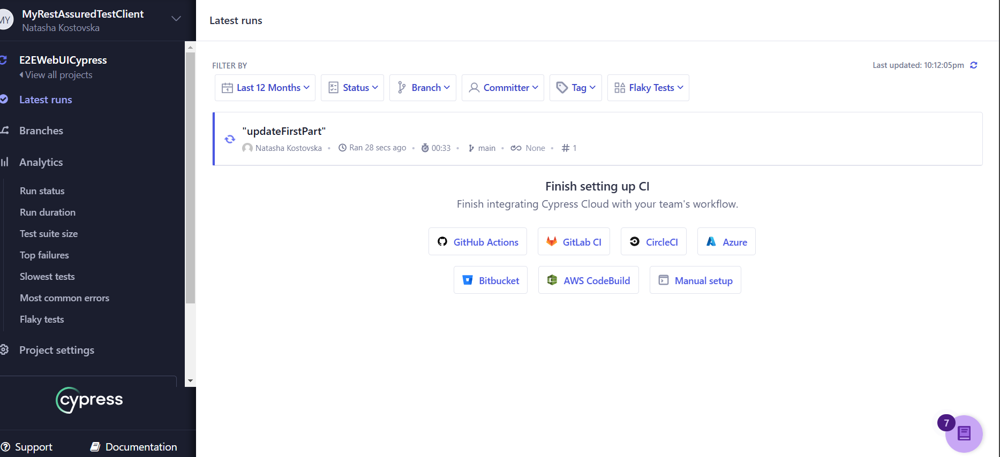 MY
MyRestAssuredTestClient
Natasha Kostovska
E2EWebUICypress
View all projects
Latest runs
Branches
Analytics
Run status
Run duration
Test suite size
Top failures
Slowest tests
Most common errors
Flaky tests
Project settings
cypress
Support
Documentation
Latest runs
FILTER BY
Last updated: 10:12:05pm
Last 12 Months
Status
Branch
Committer
Tag
Flaky Tests
"updateFirstPart"
Natasha Kostovska • Ran 28 secs ago • 00:33 • main • None • # 1
Finish setting up CI
Finish integrating Cypress Cloud with your team's workflow.
GitHub Actions
GitLab CI
CircleCI
Azure
Bitbucket
AWS CodeBuild
Manual setup
7